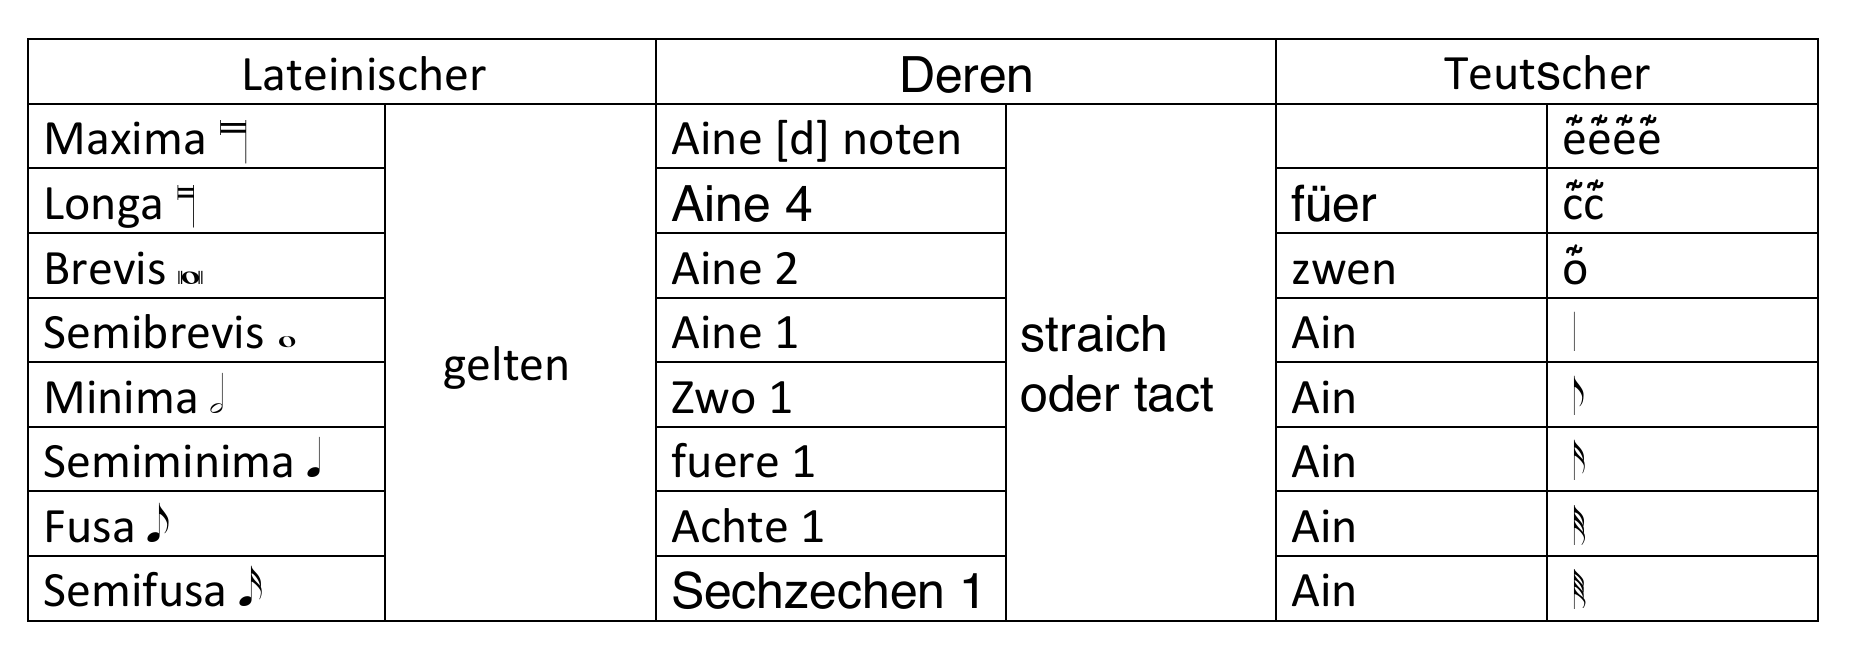 Lateinischer Deren Teutscher
Maxima Aine [d] noten ẽẽẽẽ
Longa Aine 4 füer c̃c̃
Brevis Aine 2 zwen õ
Semibrevis Aine 1 Ain
gelten
straich
oder tact
Minima Zwo 1 Ain
Semiminima fuere 1 Ain
Fusa Achte 1 Ain
Semifusa Sechzechen 1 Ain